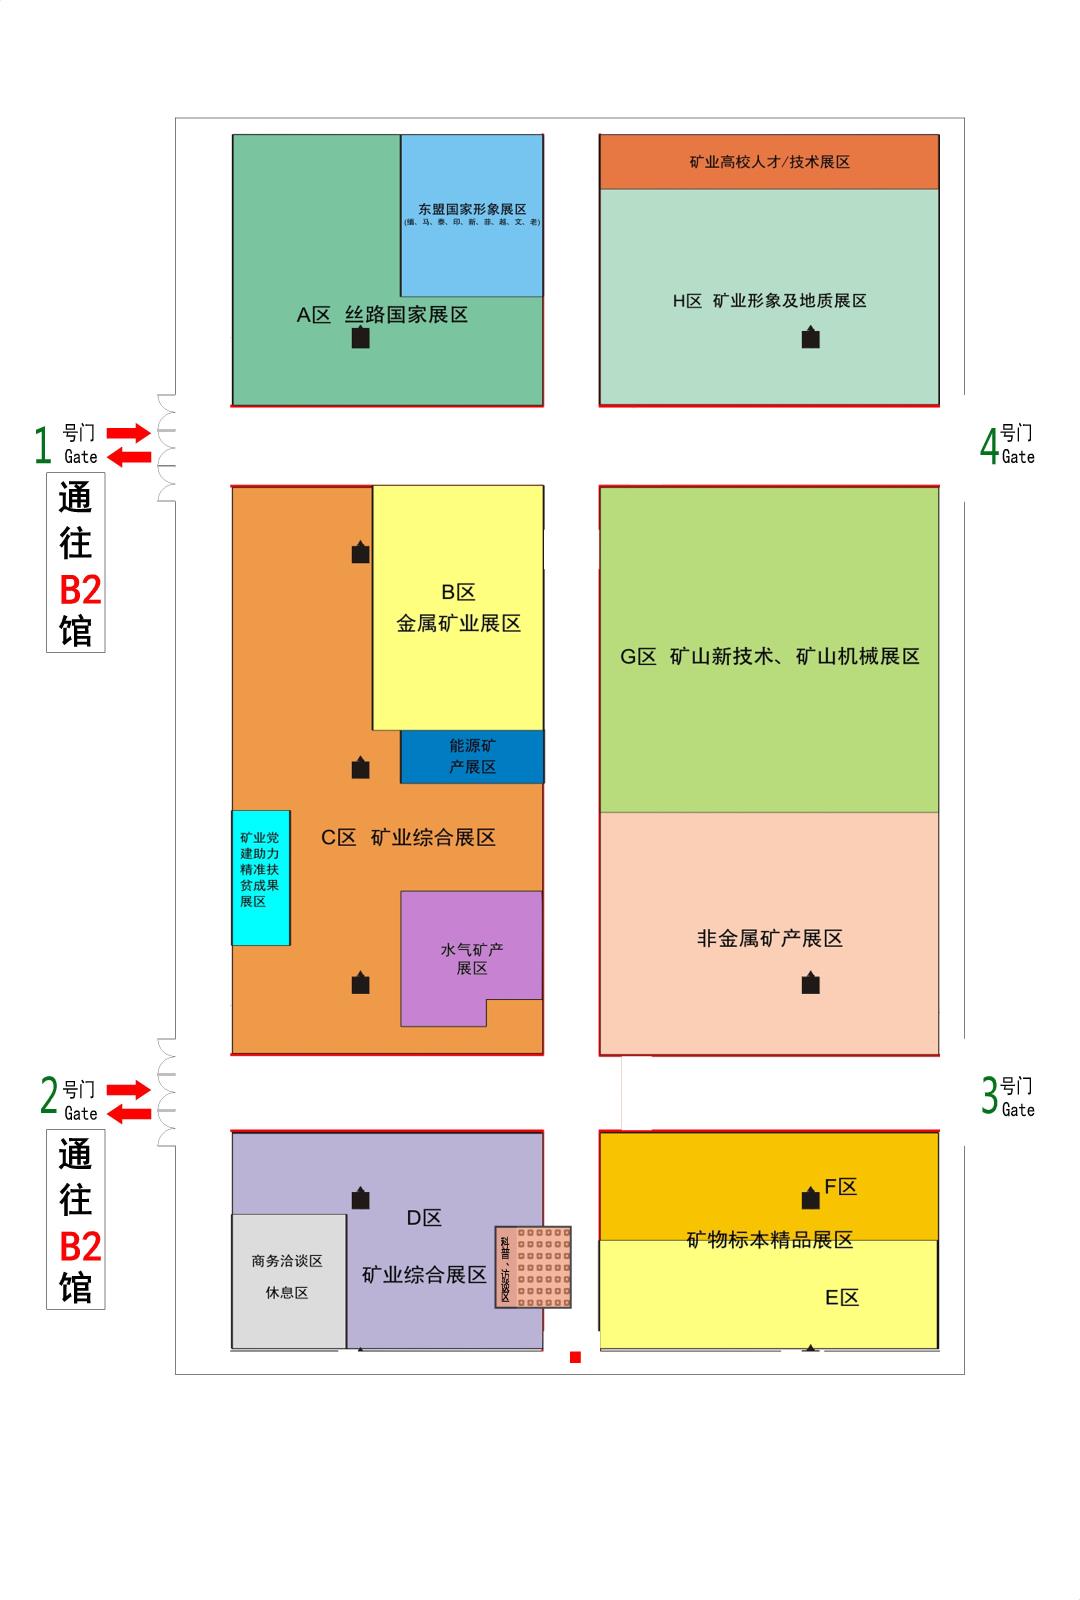 矿业高校人才/技术展区
东盟国家形象展区
(缅、马、泰、印、新、菲、越、文、老)
A区 丝路国家展区
H区 矿业形象及地质展区
1 号门
Gate
4 号门
Gate
通
往
B2
馆
B区
金属矿业展区
G区 矿山新技术、矿山机械展区
能源矿
产展区
C区 矿业综合展区
矿业党
建助力
精准扶
贫成果
展区
水气矿产
展区
非金属矿产展区
2 号门
Gate
3 号门
Gate
通
往
B2
馆
D区
矿业综合展区
商务洽谈区
休息区
科普、访谈区
F区
矿物标本精品展区
E区